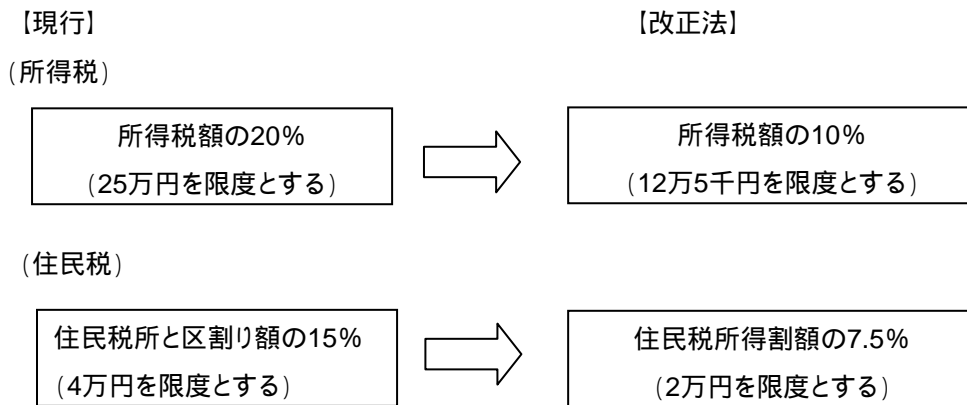 【現行】 【改正法】
（所得税）
所得税額の20％ 所得税額の10％
（25万円を限度とする） （12万5千円を限度とする）
（住民税）
住民税所と区割り額の15％ 住民税所得割額の7.5％
（4万円を限度とする） （2万円を限度とする）